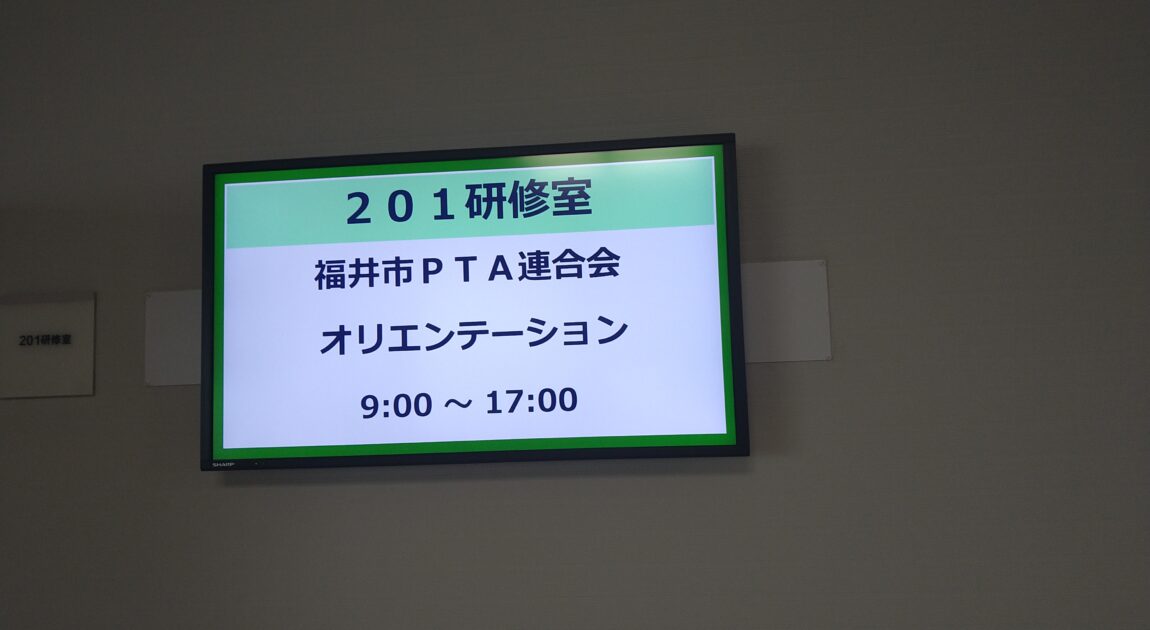 ２０１研修室
福井市ＰＴＡ連合会
オリエンテーション
9:00 ～ 17:00
SHARP
201研修室